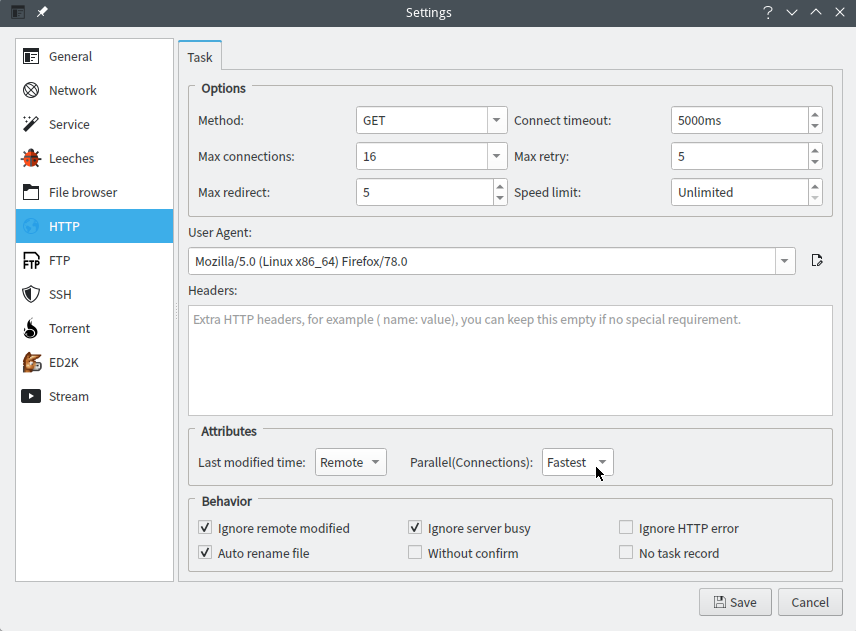 Settings
General
Network
Service
Leeches
File browser
HTTP
FTP
FTP
SSH
Torrent
ED2K
Stream
Task
Options
Method: GET Connect timeout: 5000ms
Max connections: 16 Max retry: 5
Max redirect: 5 Speed limit: Unlimited
User Agent:
Mozilla/5.0 (Linux x86_64) Firefox/78.0
Headers:
Extra HTTP headers, for example ( name: value), you can keep this empty if no special requirement.
Attributes
Last modified time: Remote Parallel(Connections): Fastest
Behavior
Ignore remote modified Ignore server busy Ignore HTTP error
Auto rename file Without confirm No task record
Save Cancel